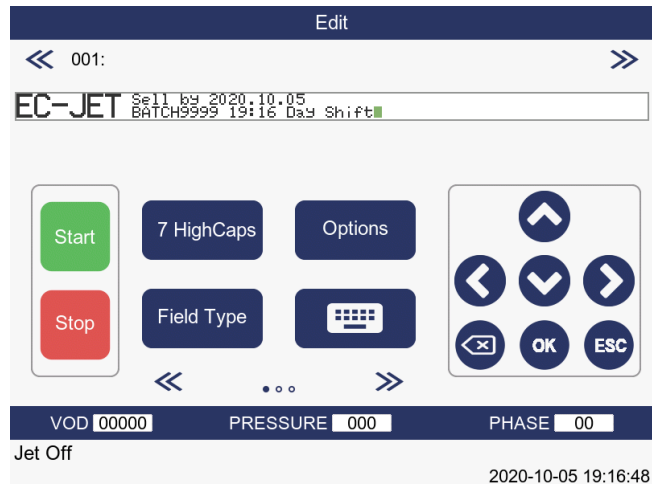 Edit
001:
EC-JET Sell by 2020.10.05
BATCH9999 19:16 Day Shift
Start
7 HighCaps
Options
Stop
Field Type
OK
ESC
VOD 00000 PRESSURE 000 PHASE 00
Jet Off
2020-10-05 19:16:48